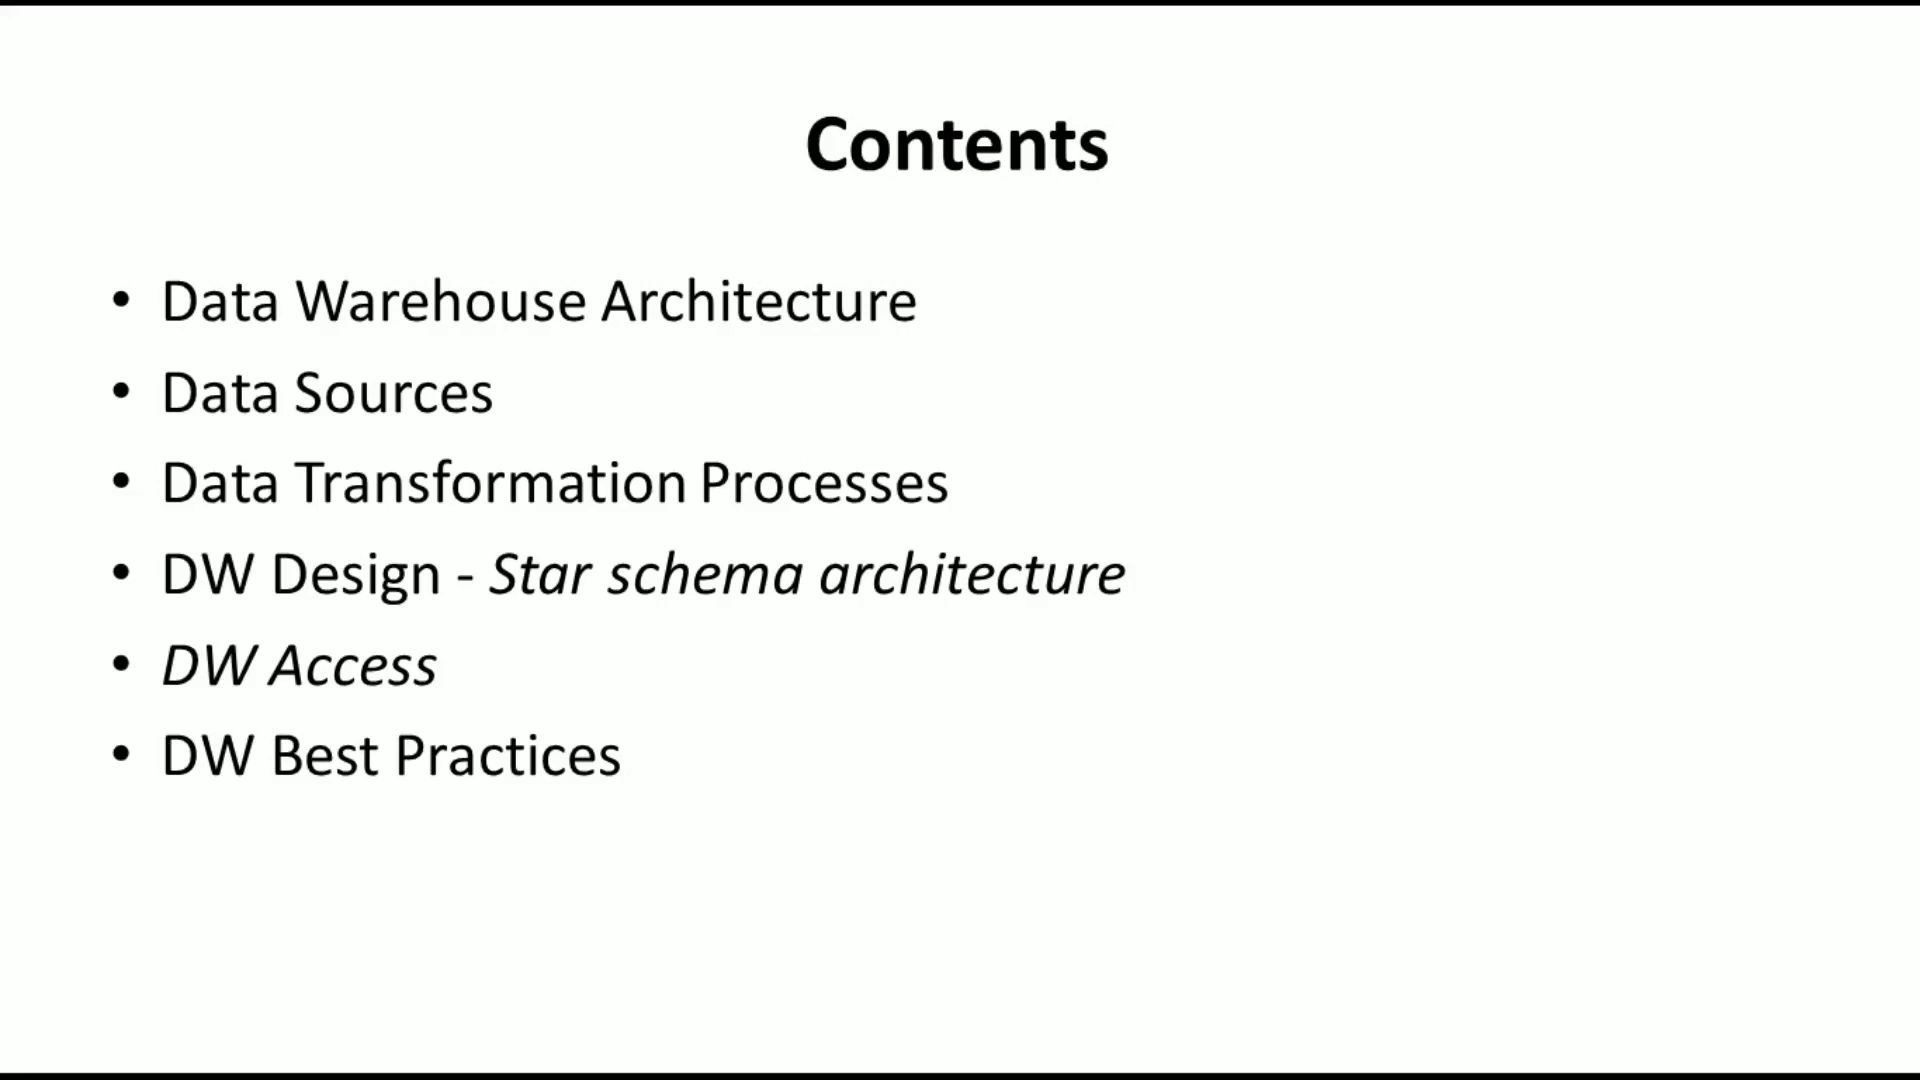 Contents
• Data Warehouse Architecture
• Data Sources
• Data Transformation Processes
• DW Design - Star schema architecture
• DW Access
• DW Best Practices